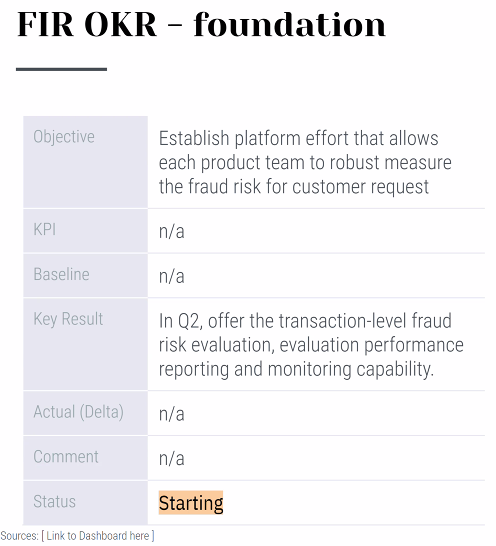 FIR OKR – foundation
Objective
Establish platform effort that allows
each product team to robust measure
the fraud risk for customer request
KPI
n/a
Baseline
n/a
Key Result
In Q2, offer the transaction-level fraud
risk evaluation, evaluation performance
reporting and monitoring capability.
Actual (Delta)
n/a
Comment
n/a
Status
Starting
Sources: [ Link to Dashboard here ]